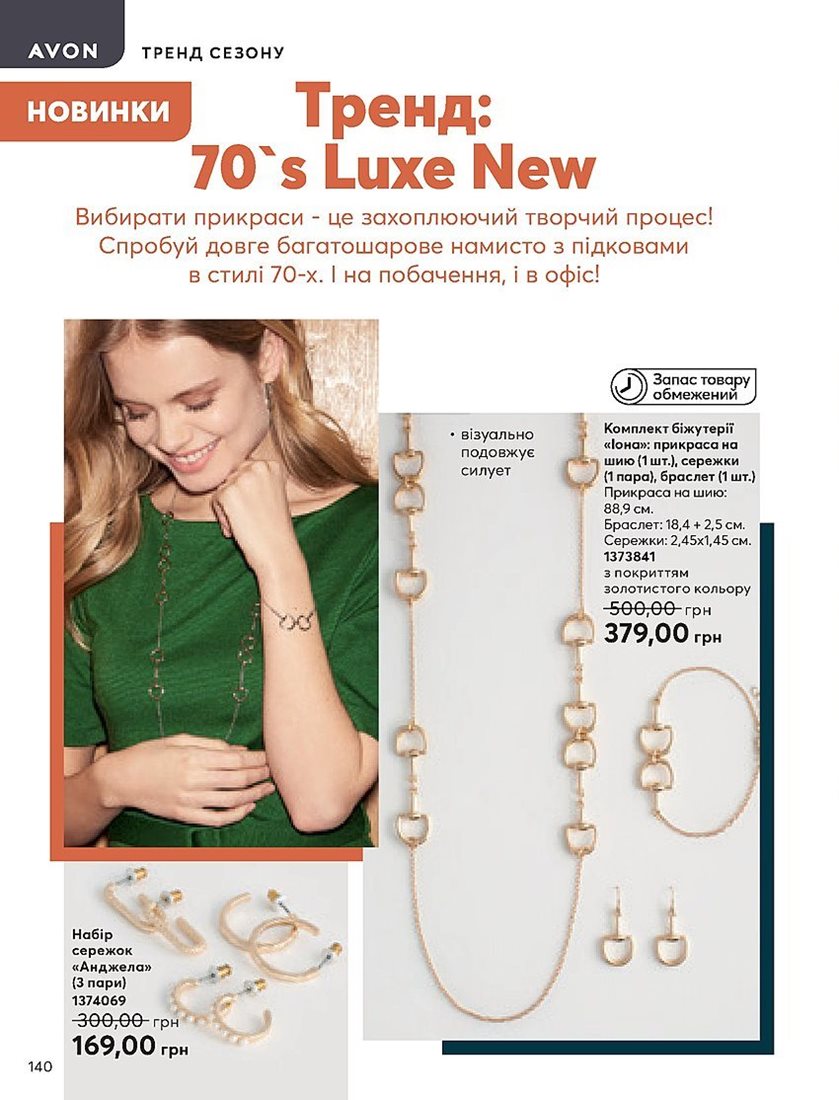 AVON
ТРЕНД СЕЗОНУ
НОВИНКИ
Тренд:
70`s Luxe New
Вибирати прикраси - це захоплюючий творчий процес!
Спробуй довге багатошарове намисто з підковами
в стилі 70-х. І на побачення, і в офіс!
Запас товару
обмежений
• візуально
подовжує
силует
Комплект біжутерії
«Іона»: прикраса на
шию (1 шт.), сережки
(1 пара), браслет (1 шт.)
Прикраса на шию:
88,9 см.
Браслет: 18,4 + 2,5 см.
Сережки: 2,45х1,45 см.
1373841
з покриттям
золотистого кольору
500,00 грн
379,00 грн
Набір
сережок
«Анджела»
(3 пари)
1374069
300,00 грн
169,00 грн
140